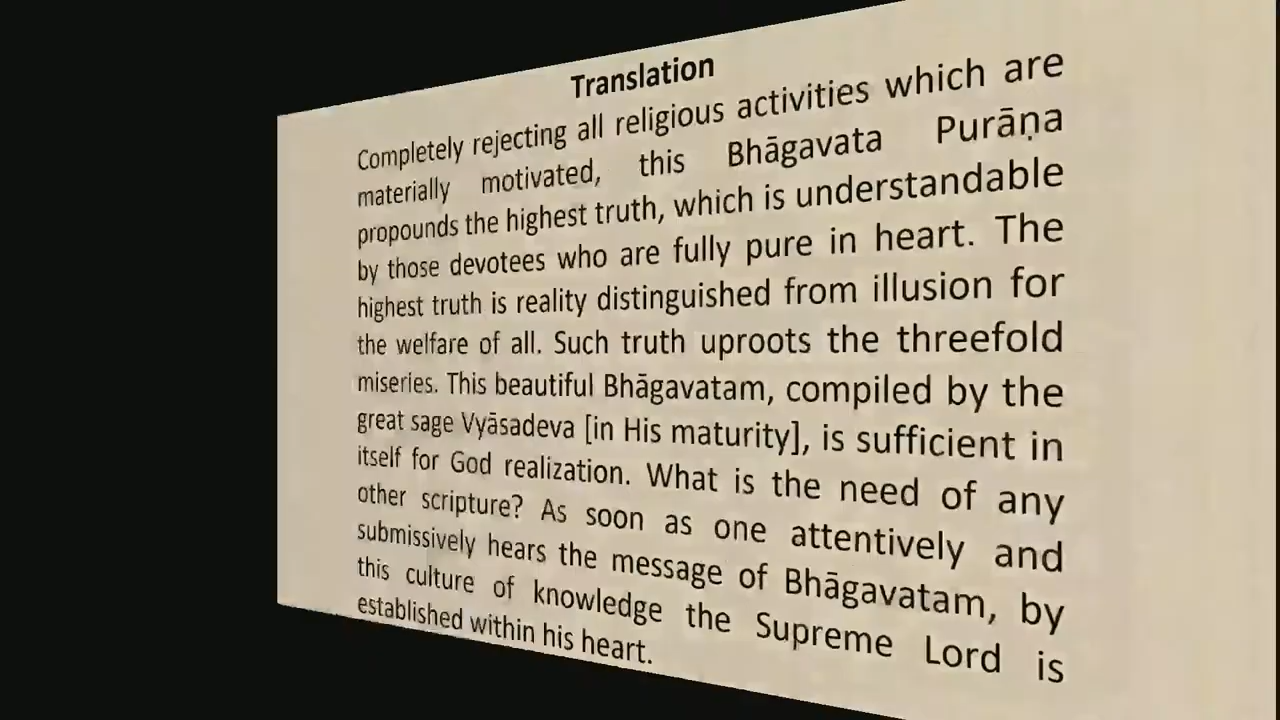 Translation
Completely rejecting all religious activities which are
materially motivated, this Bhāgavata Purāṇa
propounds the highest truth, which is understandable
by those devotees who are fully pure in heart. The
highest truth is reality distinguished from illusion for
the welfare of all. Such truth uproots the threefold
miseries. This beautiful Bhāgavatam, compiled by the
great sage Vyāsadeva [in His maturity], is sufficient in
itself for God realization. What is the need of any
other scripture? As soon as one attentively and
submissively hears the message of Bhāgavatam, by
this culture of knowledge the Supreme Lord is
established within his heart.